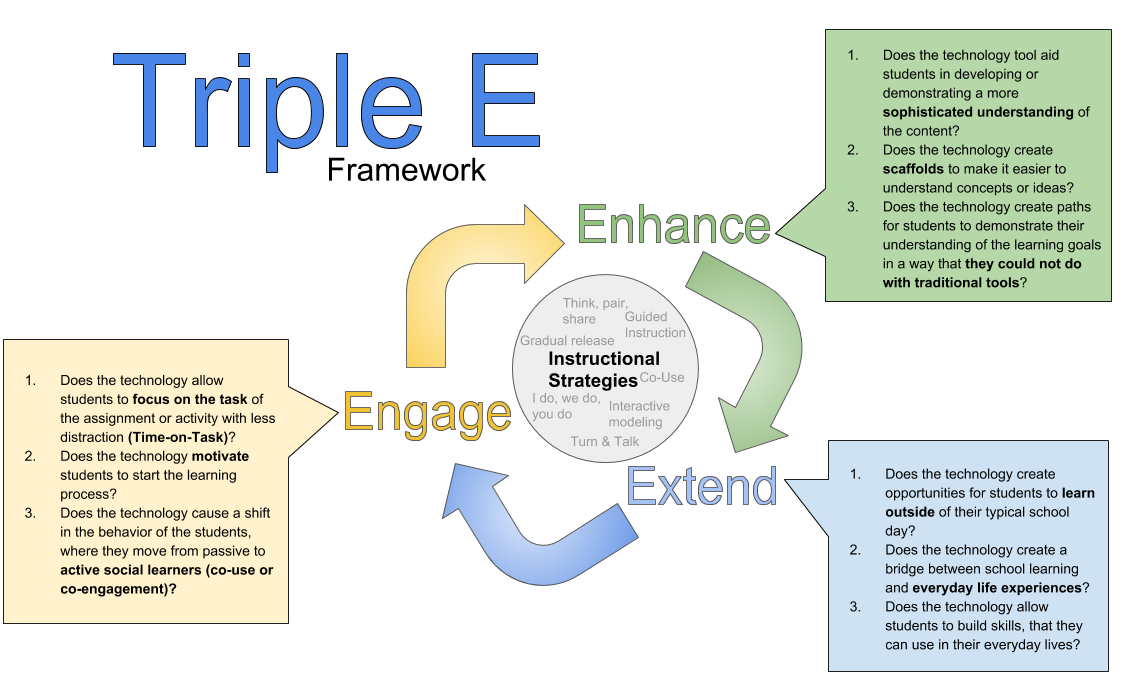 Triple E
Framework
Enhance
1. Does the technology tool aid
students in developing or
demonstrating a more
sophisticated understanding of
the content?
2. Does the technology create
scaffolds to make it easier to
understand concepts or ideas?
3. Does the technology create paths
for students to demonstrate their
understanding of the learning goals
in a way that they could not do
with traditional tools?
Think, pair,
share
Guided
Instruction
Gradual release
Instructional
Strategies
Co-Use
I do, we do,
you do
Interactive
modeling
Turn & Talk
Engage
1. Does the technology allow
students to focus on the task of
the assignment or activity with less
distraction (Time-on-Task)?
2. Does the technology motivate
students to start the learning
process?
3. Does the technology cause a shift
in the behavior of the students,
where they move from passive to
active social learners (co-use or
co-engagement)?
Extend
1. Does the technology create
opportunities for students to learn
outside of their typical school
day?
2. Does the technology create a
bridge between school learning
and everyday life experiences?
3. Does the technology allow
students to build skills, that they
can use in their everyday lives?